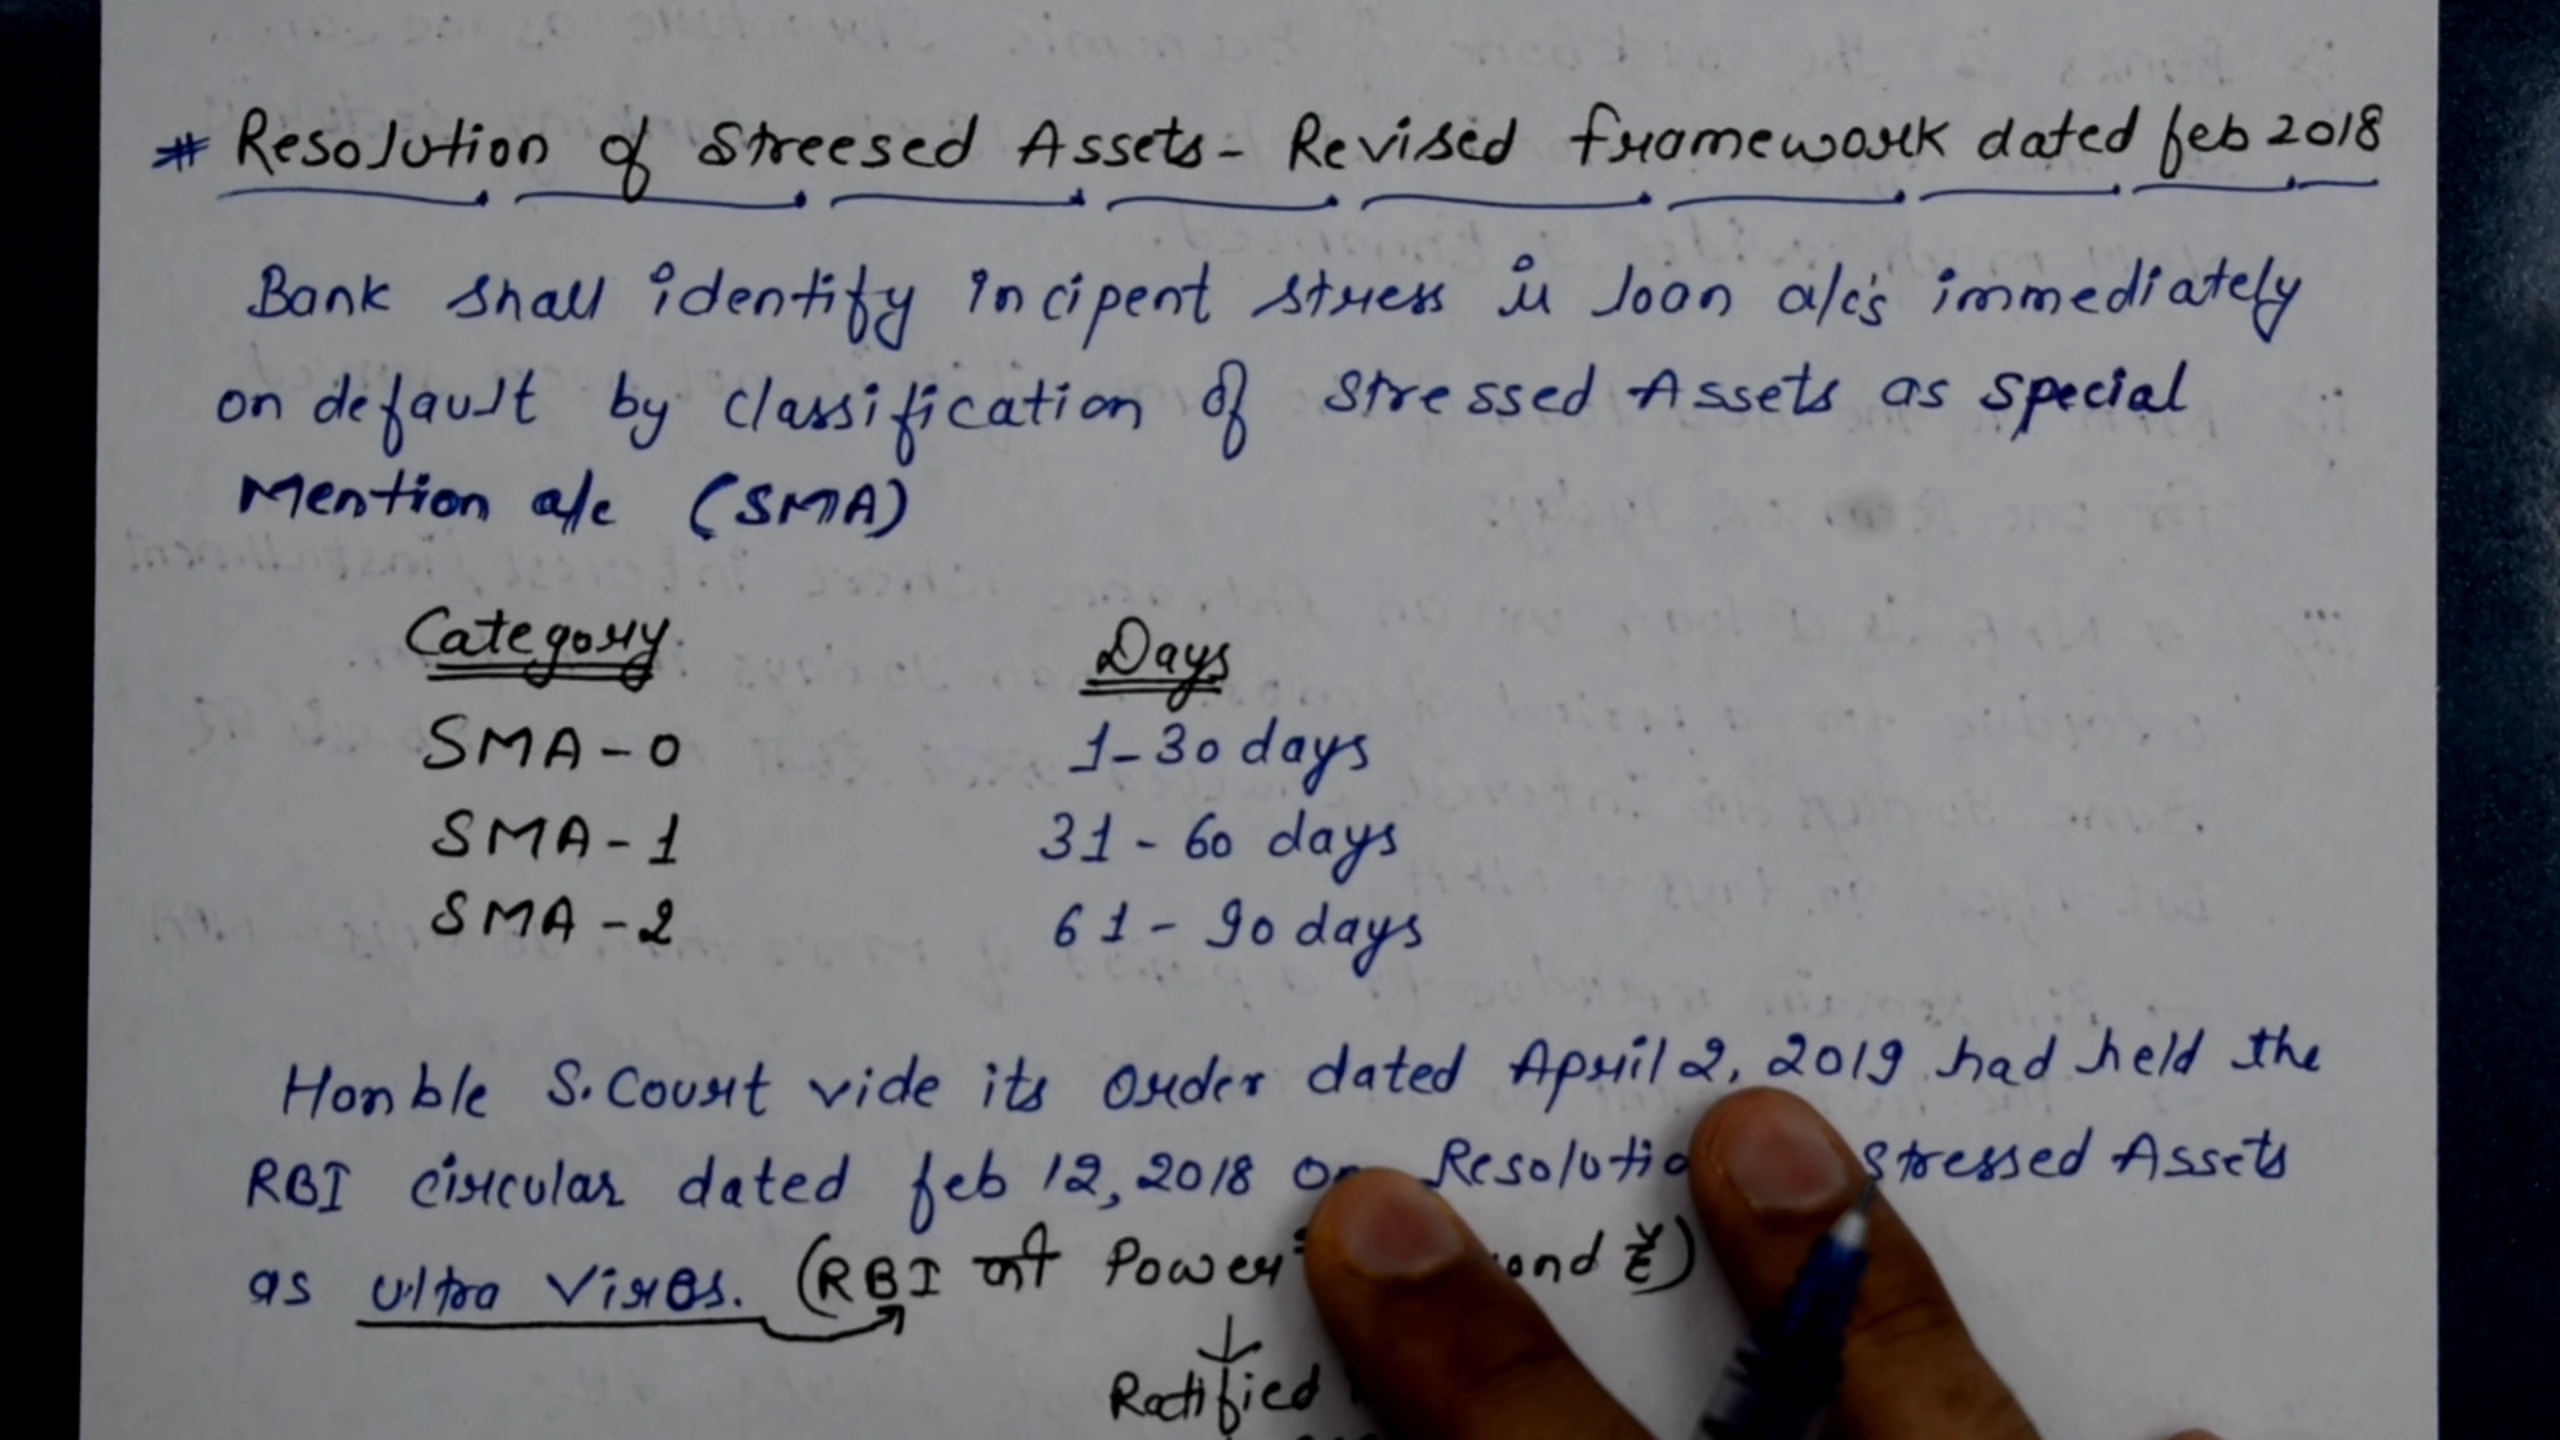 # Resolution of Streesed Assets - Revised framework dated feb 2018
Bank shall identify incipent stress in loan a/c's immediately
on default by classification of stressed Assets as special
Mention a/c (SMA)
Category Days
SMA-0 1-30 days
SMA-1 31-60 days
SMA-2 61-90 days
Honble S. Court vide its order dated April 2, 2019 had held the
RBI circular dated feb 12, 2018 Stressed Assets
as ultra Vires. (RBI की Power है)
↓
Ratified